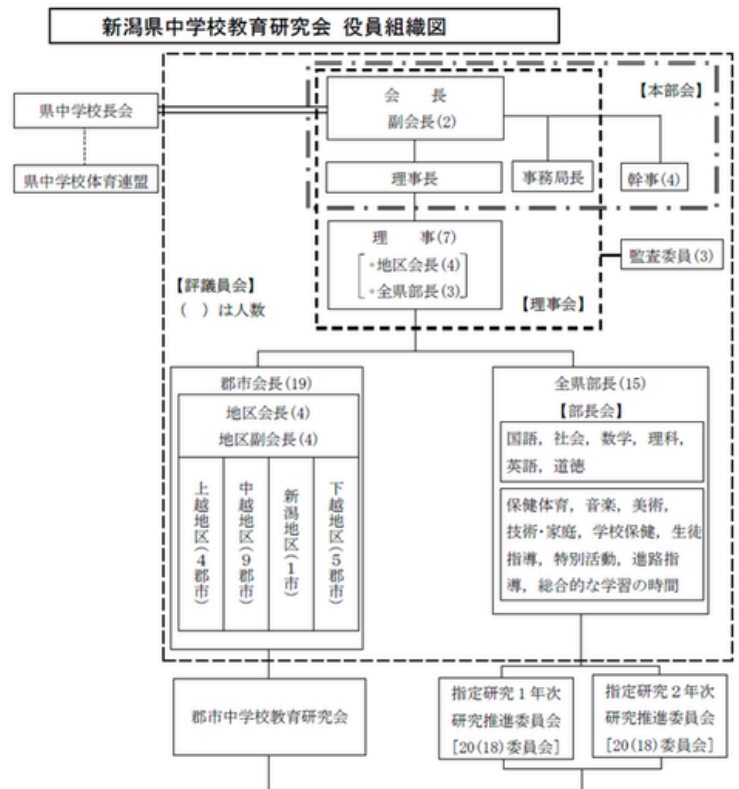 新潟県中学校教育研究会 役員組織図
【本部会】
会　長
副会長(2)
県中学校長会
県中学校体育連盟
理事長
事務局長
幹事(4)
理　事(7)
◦地区会長(4)
◦全県部長(3)
監査委員(3)
【評議員会】
(　)は人数
【理事会】
郡市会長(19)
地区会長(4)
地区副会長(4)
上越地区(4郡市)
中越地区(9郡市)
新潟地区(1市)
下越地区(5郡市)
全県部長(15)
【部長会】
国語，社会，数学，理科，
英語，道徳
保健体育，音楽，美術，
技術・家庭，学校保健，生徒
指導，特別活動，進路指
導，総合的な学習の時間
郡市中学校教育研究会
指定研究１年次
研究推進委員会
[20(18)委員会]
指定研究２年次
研究推進委員会
[20(18)委員会]